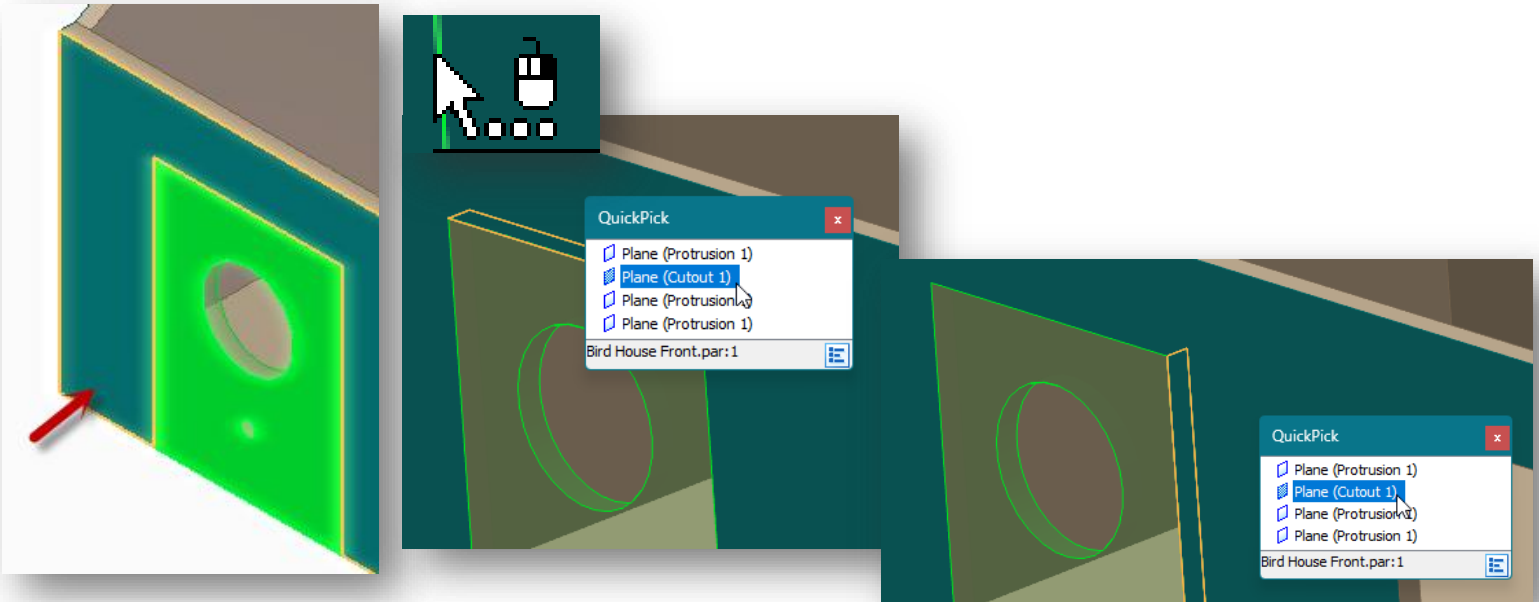 QuickPick
x
Plane (Protrusion 1)
Plane (Cutout 1)
Plane (Protrusion 1)
Plane (Protrusion 1)
Bird House Front.par:1
QuickPick
x
Plane (Protrusion 1)
Plane (Cutout 1)
Plane (Protrusion 1)
Plane (Protrusion 1)
Bird House Front.par:1